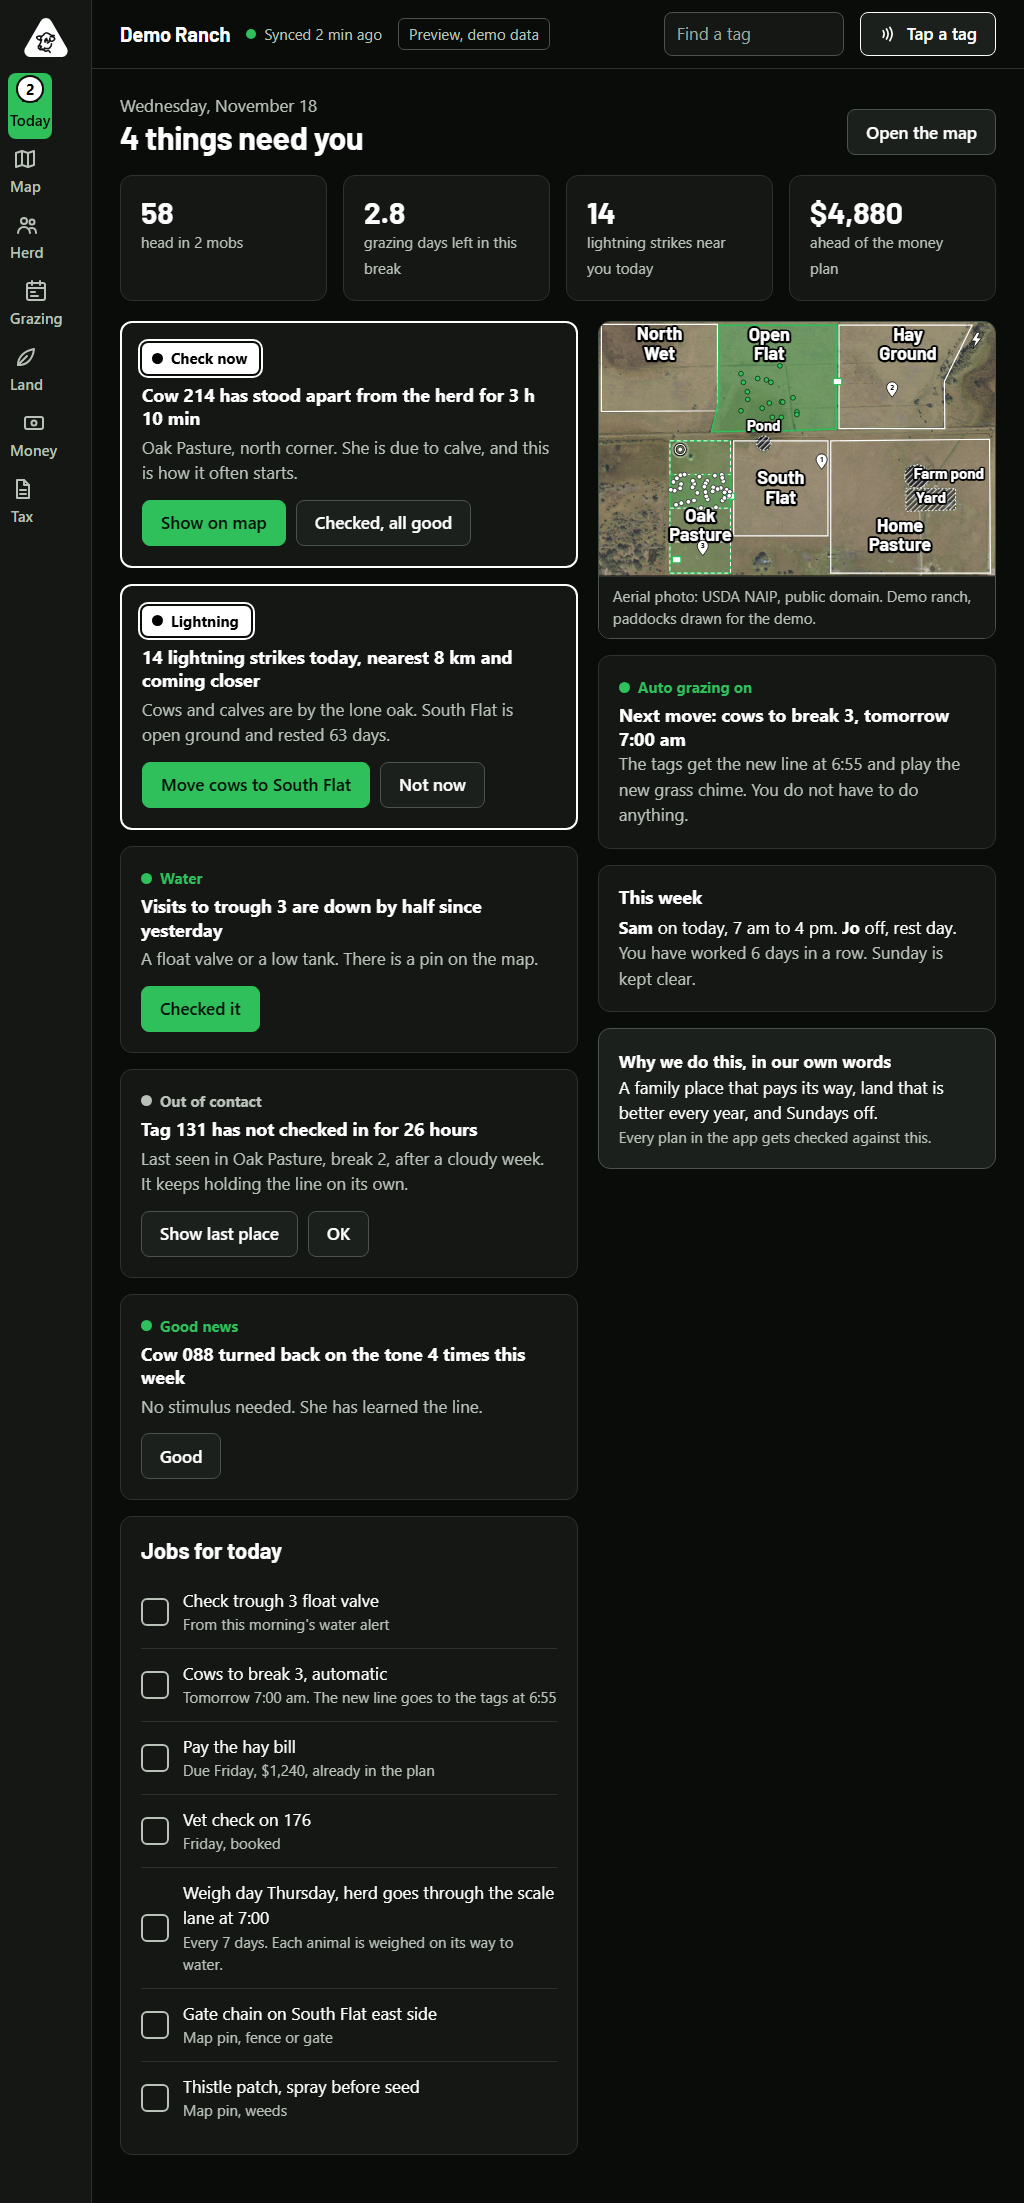 Demo Ranch
Synced 2 min ago
Preview, demo data
Find a tag
Tap a tag
2
Today
Map
Herd
Grazing
Land
Money
Tax
Wednesday, November 18
4 things need you
Open the map
58
head in 2 mobs
2.8
grazing days left in this
break
14
lightning strikes near
you today
$4,880
ahead of the money
plan
Check now
Cow 214 has stood apart from the herd for 3 h
10 min
Oak Pasture, north corner. She is due to calve, and this
is how it often starts.
Show on map
Checked, all good
Lightning
14 lightning strikes today, nearest 8 km and
coming closer
Cows and calves are by the lone oak. South Flat is
open ground and rested 63 days.
Move cows to South Flat
Not now
Water
Visits to trough 3 are down by half since
yesterday
A float valve or a low tank. There is a pin on the map.
Checked it
Out of contact
Tag 131 has not checked in for 26 hours
Last seen in Oak Pasture, break 2, after a cloudy week.
It keeps holding the line on its own.
Show last place
OK
Good news
Cow 088 turned back on the tone 4 times this
week
No stimulus needed. She has learned the line.
Good
Jobs for today
Check trough 3 float valve
From this morning's water alert
Cows to break 3, automatic
Tomorrow 7:00 am. The new line goes to the tags at 6:55
Pay the hay bill
Due Friday, $1,240, already in the plan
Vet check on 176
Friday, booked
Weigh day Thursday, herd goes through the scale
lane at 7:00
Every 7 days. Each animal is weighed on its way to
water.
Gate chain on South Flat east side
Map pin, fence or gate
Thistle patch, spray before seed
Map pin, weeds
North
Wet
Open
Flat
Hay
Ground
2
Pond
1
South
Flat
Farm pond
Yard
Oak
Pasture
3
Home
Pasture
Aerial photo: USDA NAIP, public domain. Demo ranch,
paddocks drawn for the demo.
Auto grazing on
Next move: cows to break 3, tomorrow
7:00 am
The tags get the new line at 6:55 and play the
new grass chime. You do not have to do
anything.
This week
Sam on today, 7 am to 4 pm. Jo off, rest day.
You have worked 6 days in a row. Sunday is
kept clear.
Why we do this, in our own words
A family place that pays its way, land that is
better every year, and Sundays off.
Every plan in the app gets checked against this.